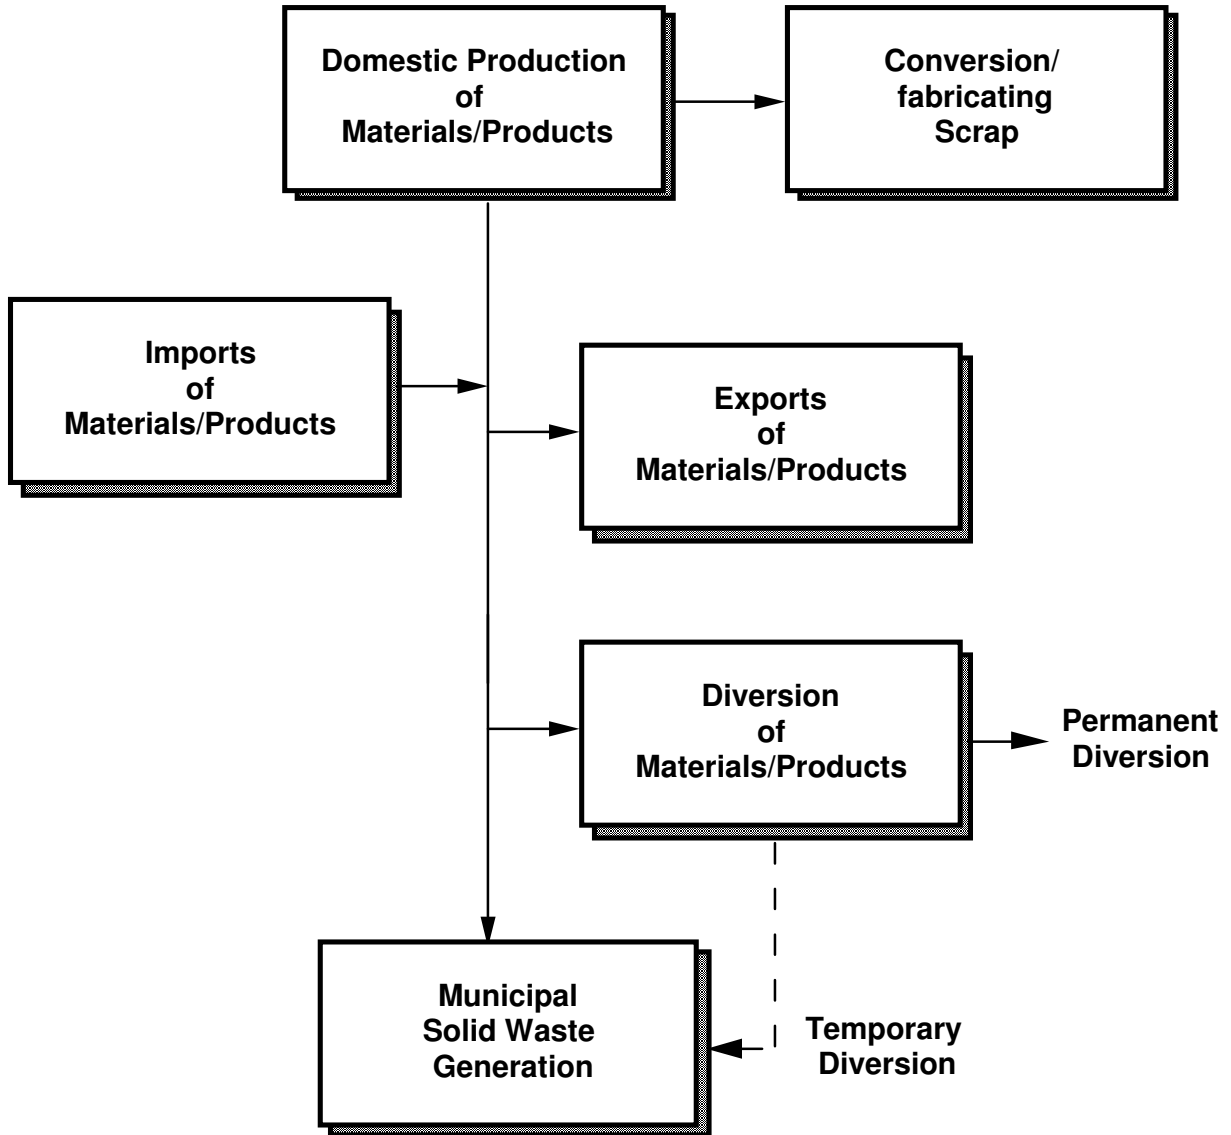 Domestic Production
of
Materials/Products
Conversion/
fabricating
Scrap
Imports
of
Materials/Products
Exports
of
Materials/Products
Diversion
of
Materials/Products
Permanent
Diversion
Municipal
Solid Waste
Generation
Temporary
Diversion